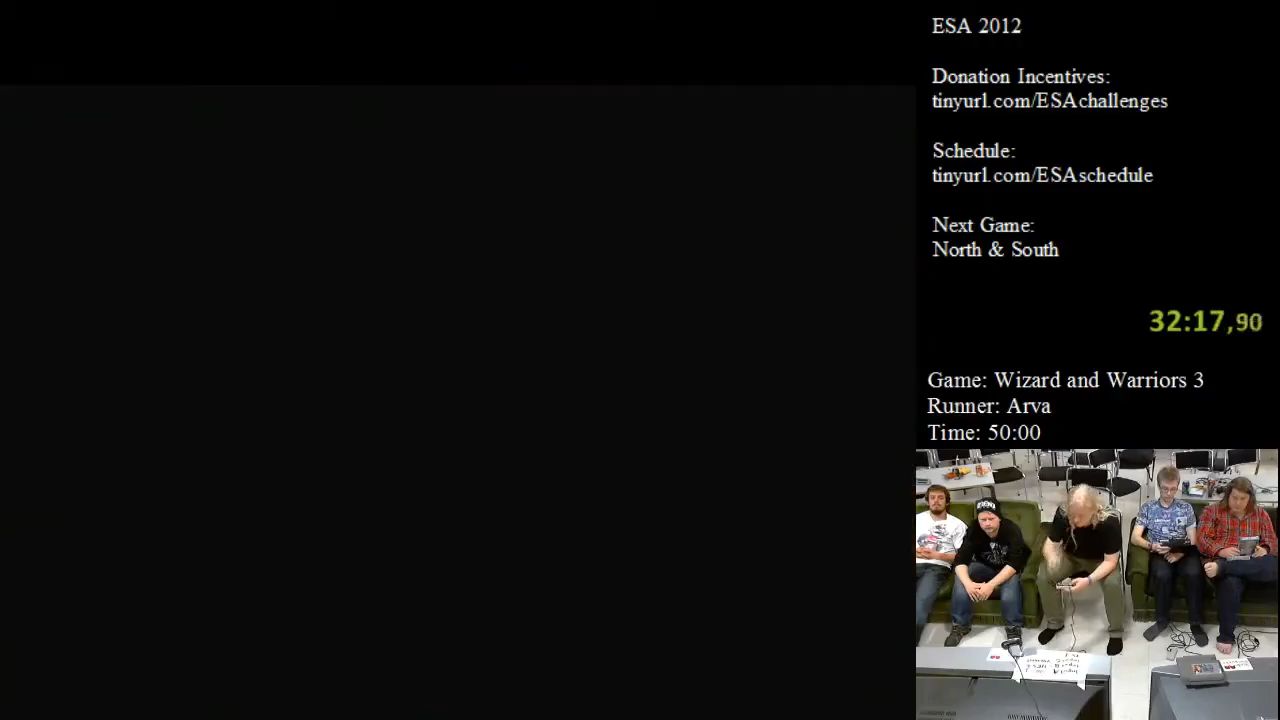 ESA 2012
Donation Incentives:
tinyurl.com/ESAchallenges
Schedule:
tinyurl.com/ESAschedule
Next Game:
North & South
32:17,90
Game: Wizard and Warriors 3
Runner: Arva
Time: 50:00